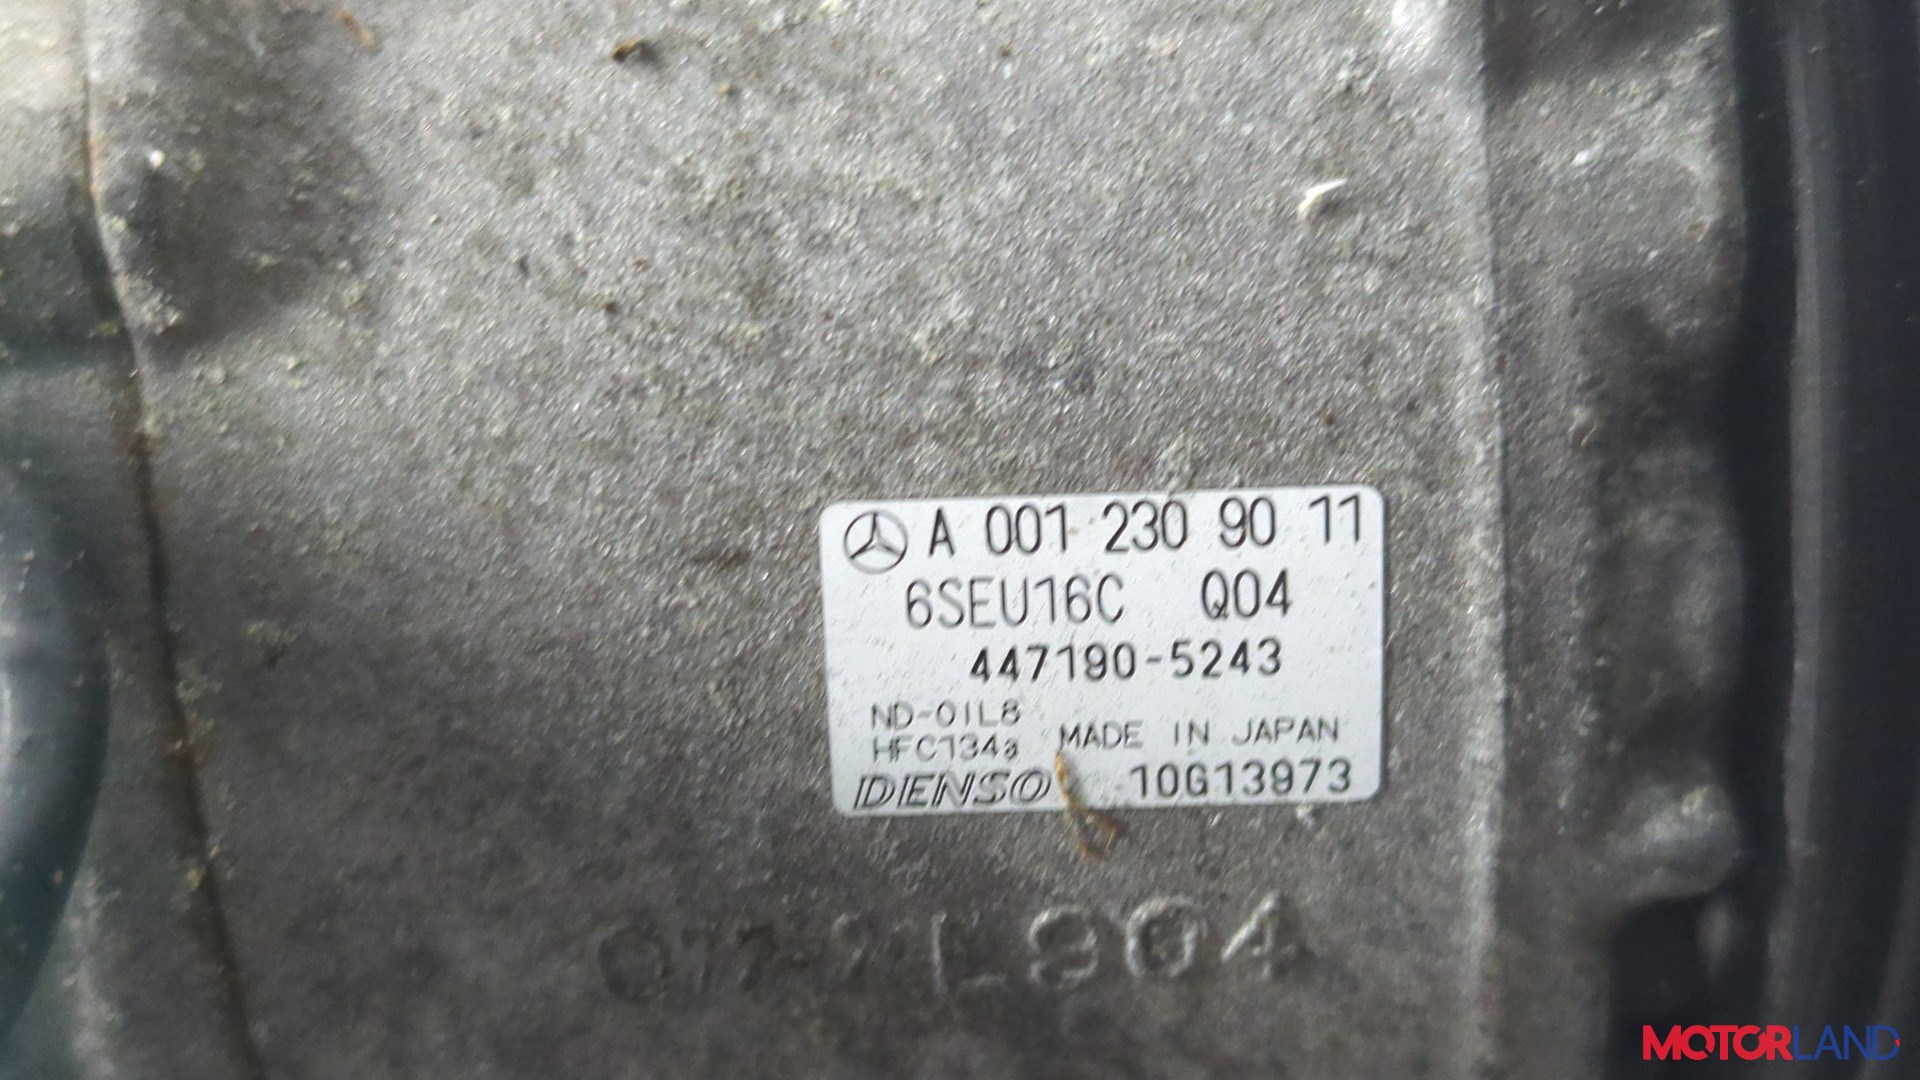 A 001 230 90 11
6SEU16C Q04
447190-5243
ND-OIL8
HFC134a MADE IN JAPAN
DENSO 10G13973
MOTORLAND